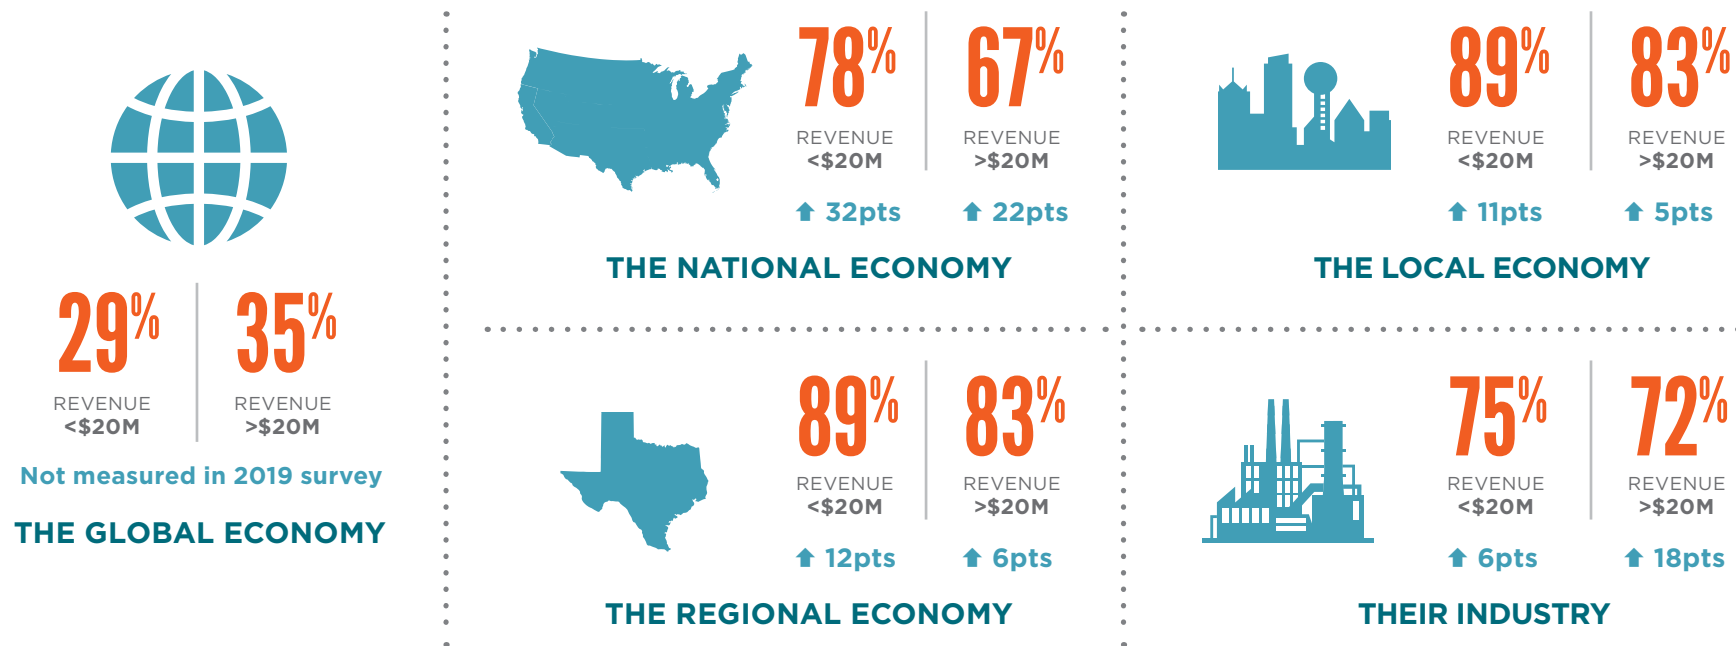 29% 35%
REVENUE REVENUE
<$20M >$20M
Not measured in 2019 survey
THE GLOBAL ECONOMY
78% 67%
REVENUE REVENUE
<$20M >$20M
32pts 22pts
THE NATIONAL ECONOMY
89% 83%
REVENUE REVENUE
<$20M >$20M
11pts 5pts
THE LOCAL ECONOMY
89% 83%
REVENUE REVENUE
<$20M >$20M
12pts 6pts
THE REGIONAL ECONOMY
75% 72%
REVENUE REVENUE
<$20M >$20M
6pts 18pts
THEIR INDUSTRY